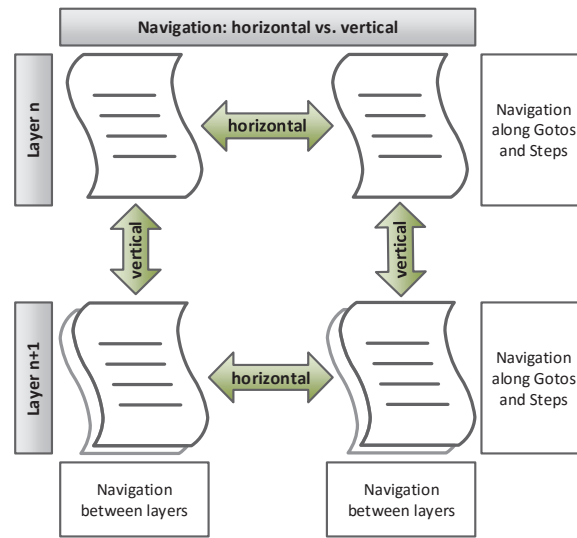 Navigation: horizontal vs. vertical
Layer n
horizontal
Navigation
along Gotos
and Steps
vertical
vertical
Layer n+1
horizontal
Navigation
along Gotos
and Steps
Navigation
between layers
Navigation
between layers